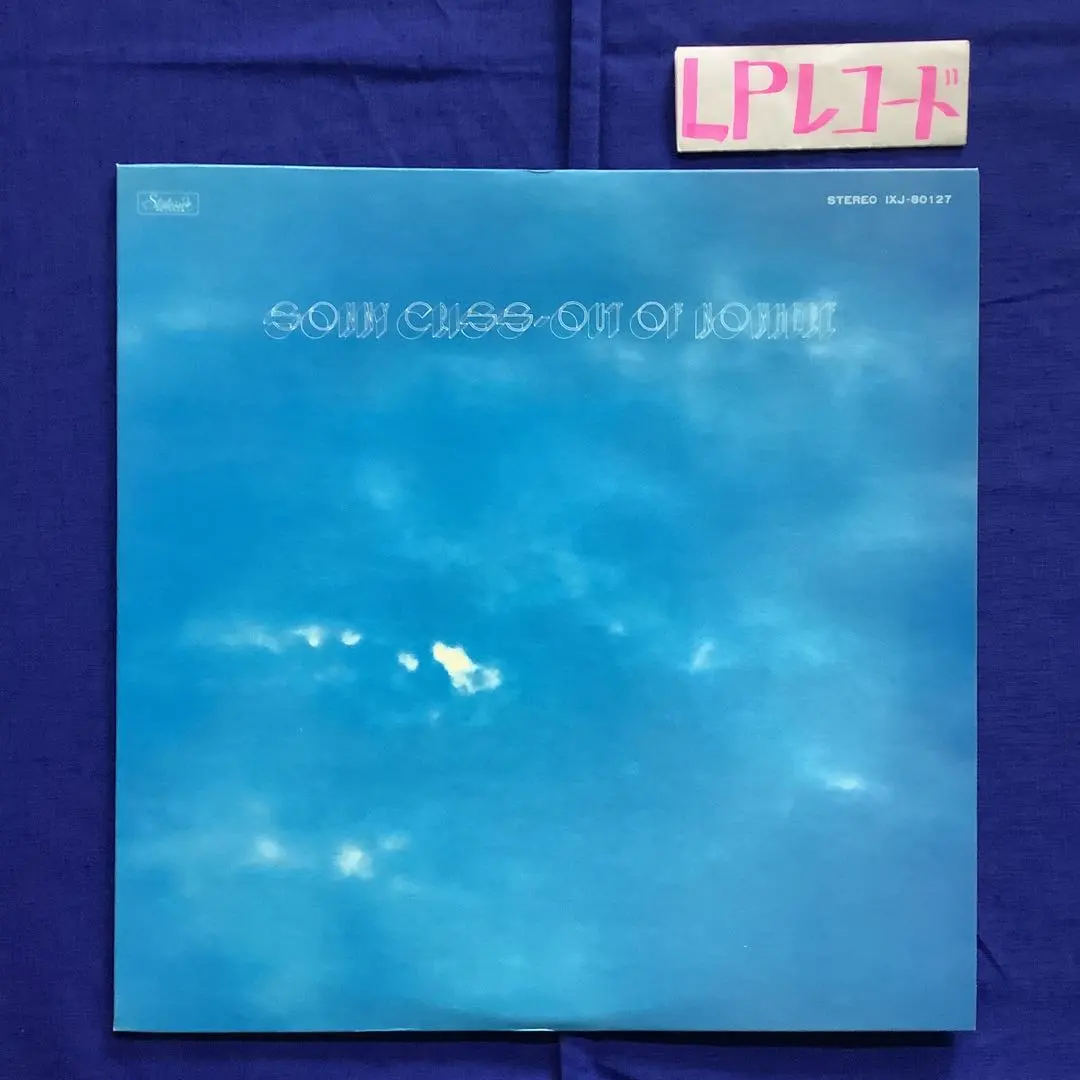 LPレコード
STEREO IXJ-80127
SONNY CRISS-OUT OF NOWHERE